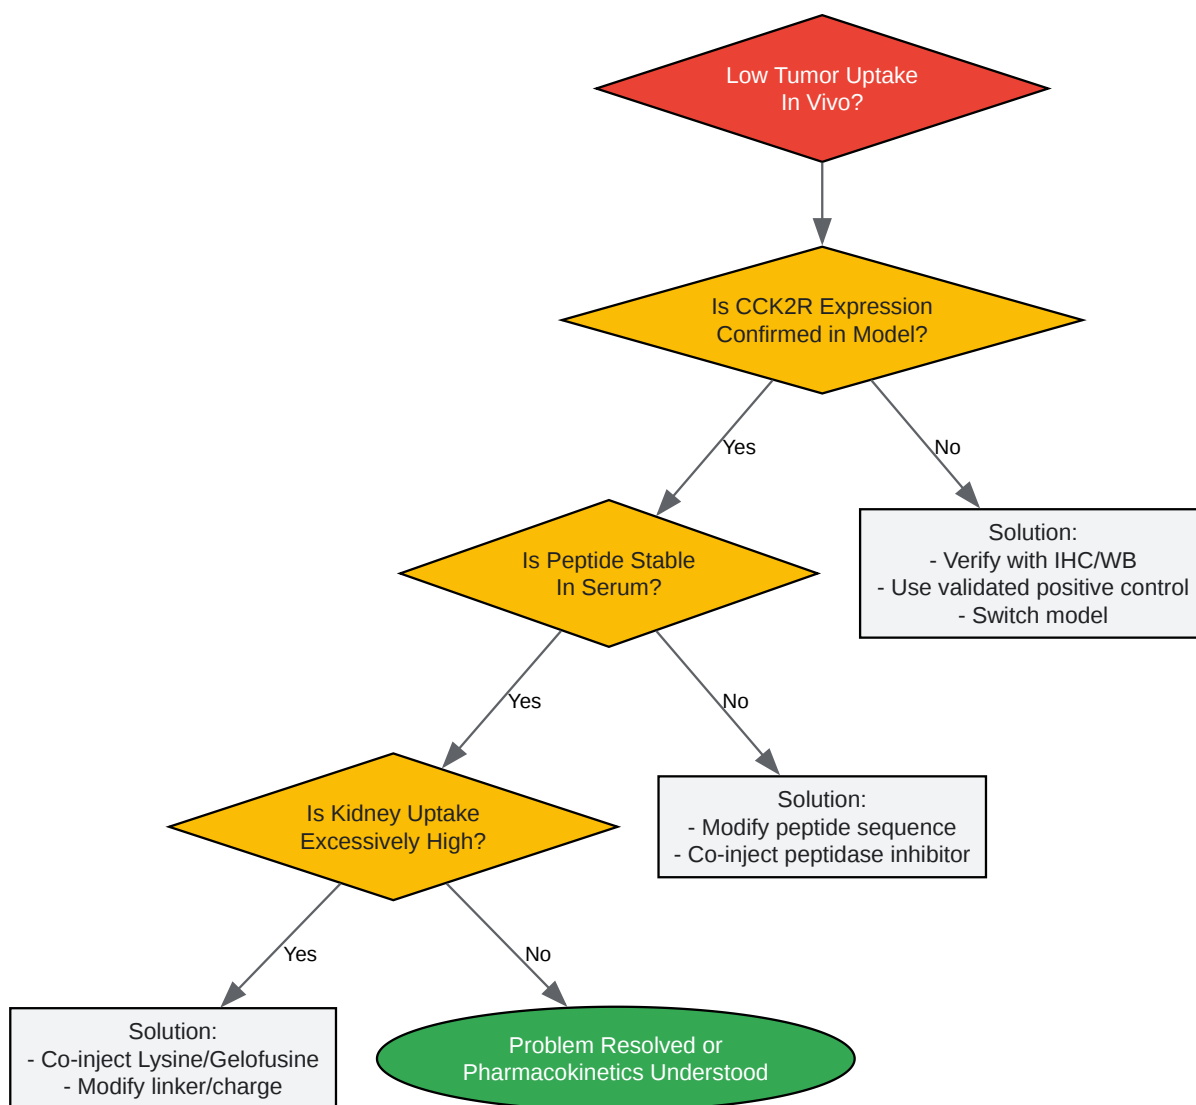 Low Tumor Uptake
In Vivo?
Is CCK2R Expression
Confirmed in Model?
Yes
No
Is Peptide Stable
In Serum?
Solution:
- Verify with IHC/WB
- Use validated positive control
- Switch model
Yes
No
Is Kidney Uptake
Excessively High?
Solution:
- Modify peptide sequence
- Co-inject peptidase inhibitor
Yes
No
Solution:
- Co-inject Lysine/Gelofusine
- Modify linker/charge
Problem Resolved or
Pharmacokinetics Understood